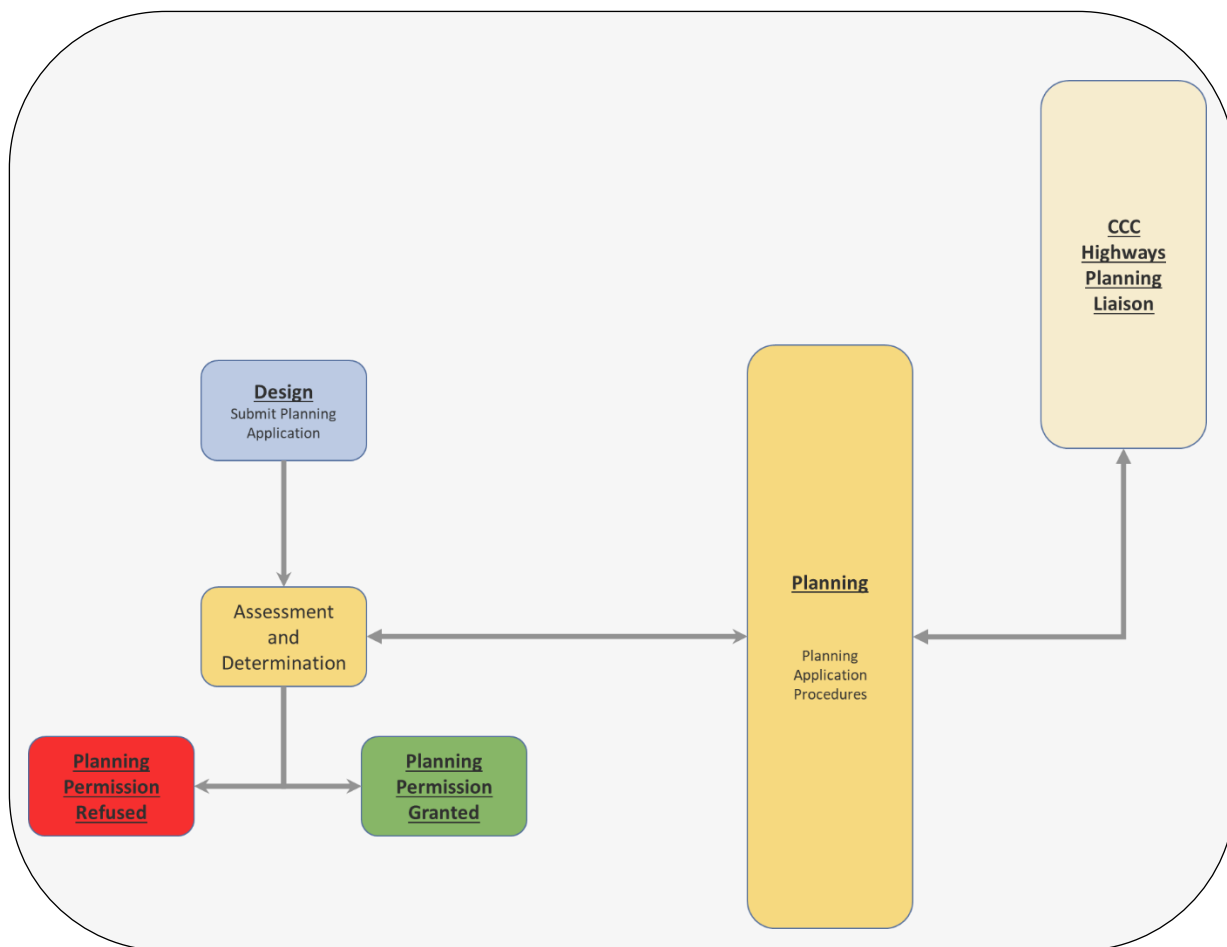 CCC
Highways
Planning
Liaison
Design
Submit Planning
Application
Planning
Planning
Application
Procedures
Assessment
and
Determination
Planning
Permission
Refused
Planning
Permission
Granted